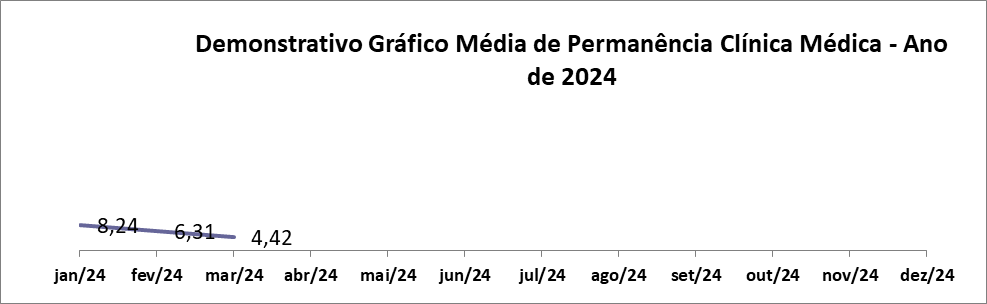 Demonstrativo Gráfico Média de Permanência Clínica Médica - Ano
de 2024
8,24
6,31
4,42
jan/24 fev/24 mar/24 abr/24 mai/24 jun/24 jul/24 ago/24 set/24 out/24 nov/24 dez/24